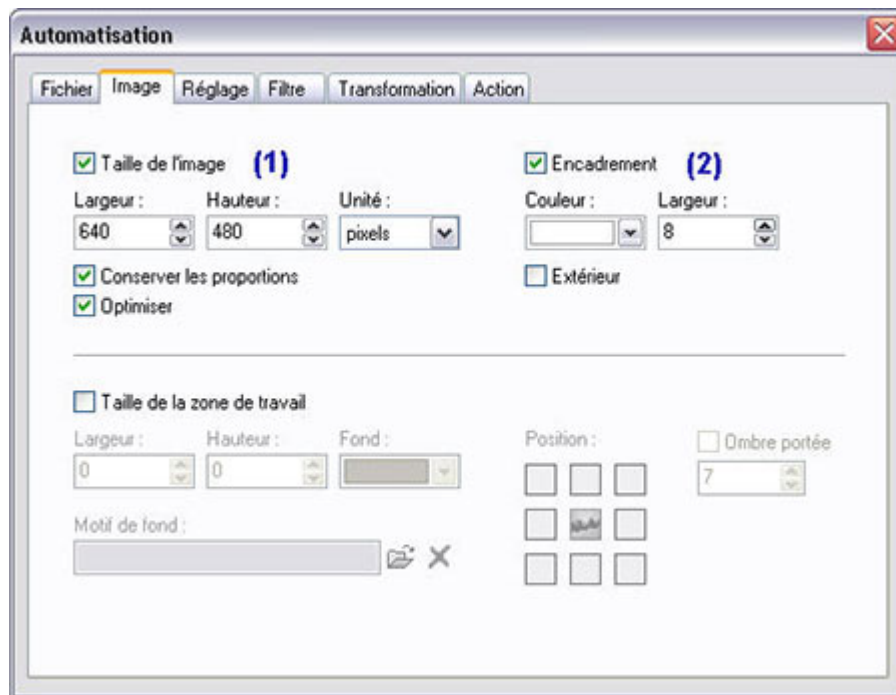 Automatisation
Fichier Image Réglage Filtre Transformation Action
Taille de l'image (1) Encadrement (2)
Largeur : Hauteur : Unité : Couleur : Largeur :
640 480 pixels 8
Conserver les proportions Extérieur
Optimiser
Taille de la zone de travail
Largeur : Hauteur : Fond : Position : Ombre portée
0 0 7
Motif de fond :